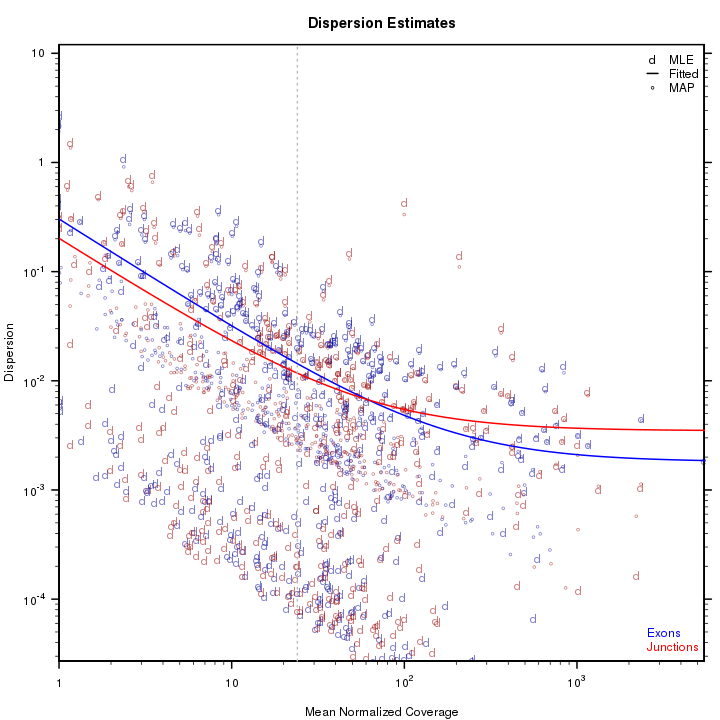 Dispersion Estimates
10
1
10^-1
10^-2
10^-3
10^-4
Dispersion
d MLE
Fitted
MAP
Exons
Junctions
1
10
10^2
10^3
Mean Normalized Coverage